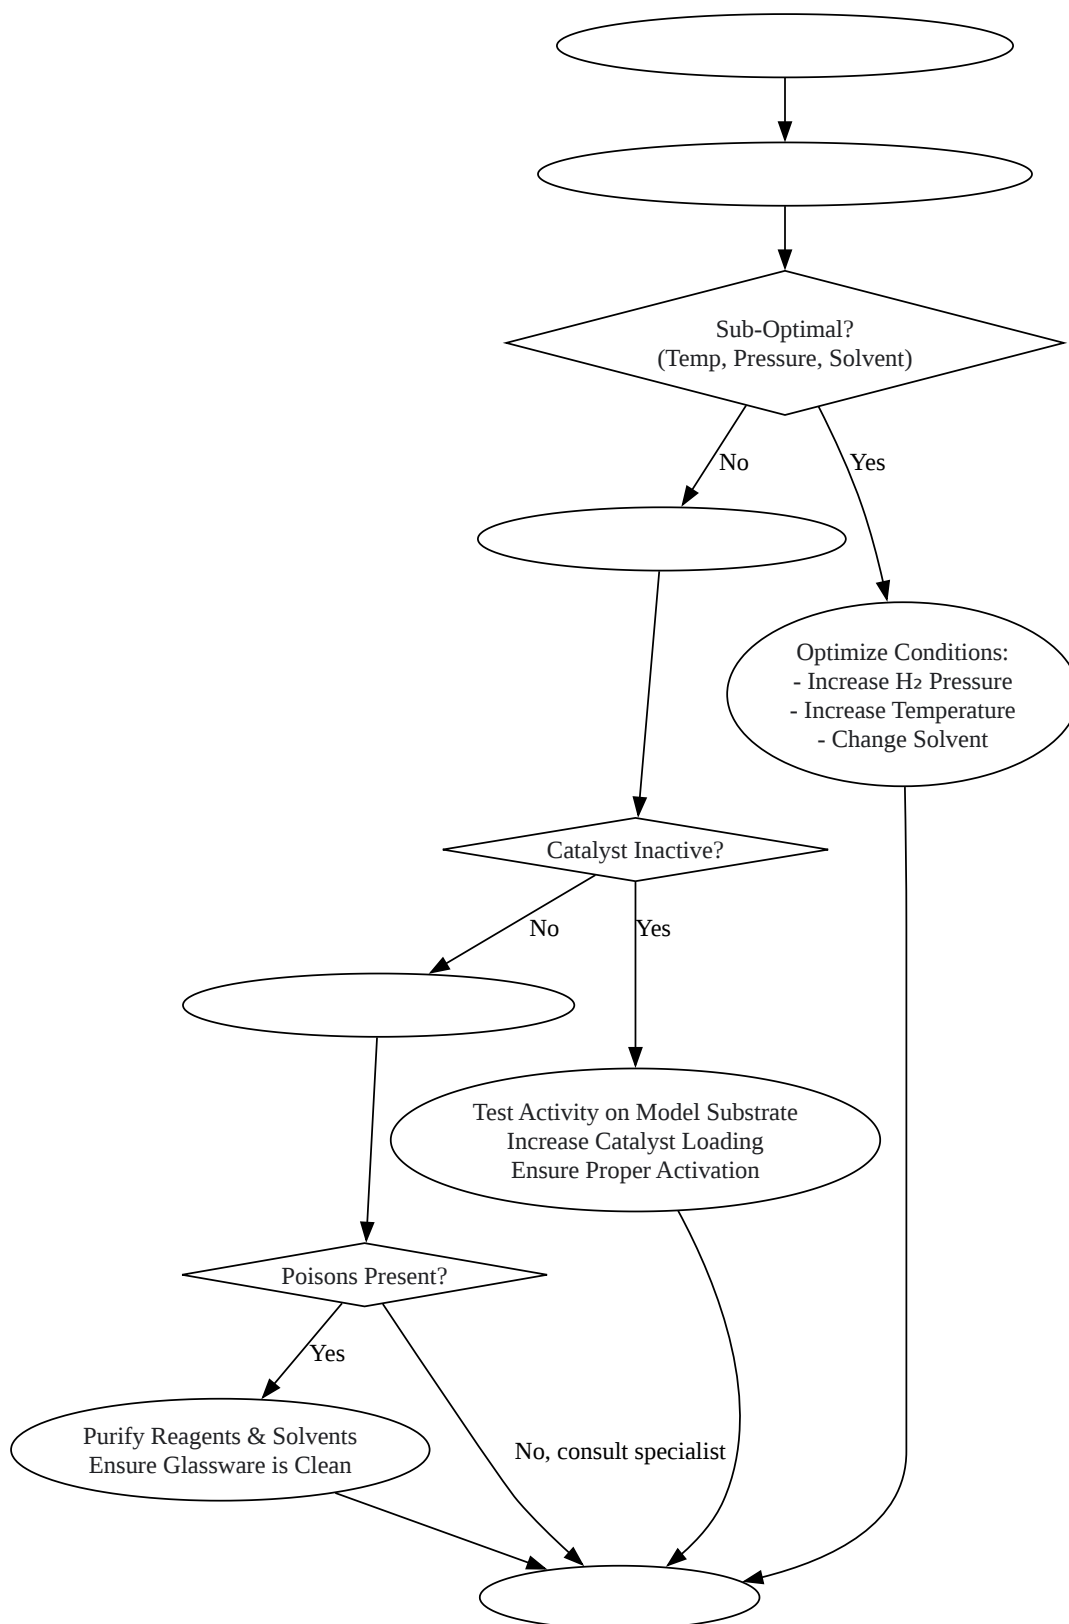 Sub-Optimal?
(Temp, Pressure, Solvent)
No
Yes
Optimize Conditions:
- Increase H₂ Pressure
- Increase Temperature
- Change Solvent
Catalyst Inactive?
No
Yes
Test Activity on Model Substrate
Increase Catalyst Loading
Ensure Proper Activation
Poisons Present?
Yes
Purify Reagents & Solvents
Ensure Glassware is Clean
No, consult specialist